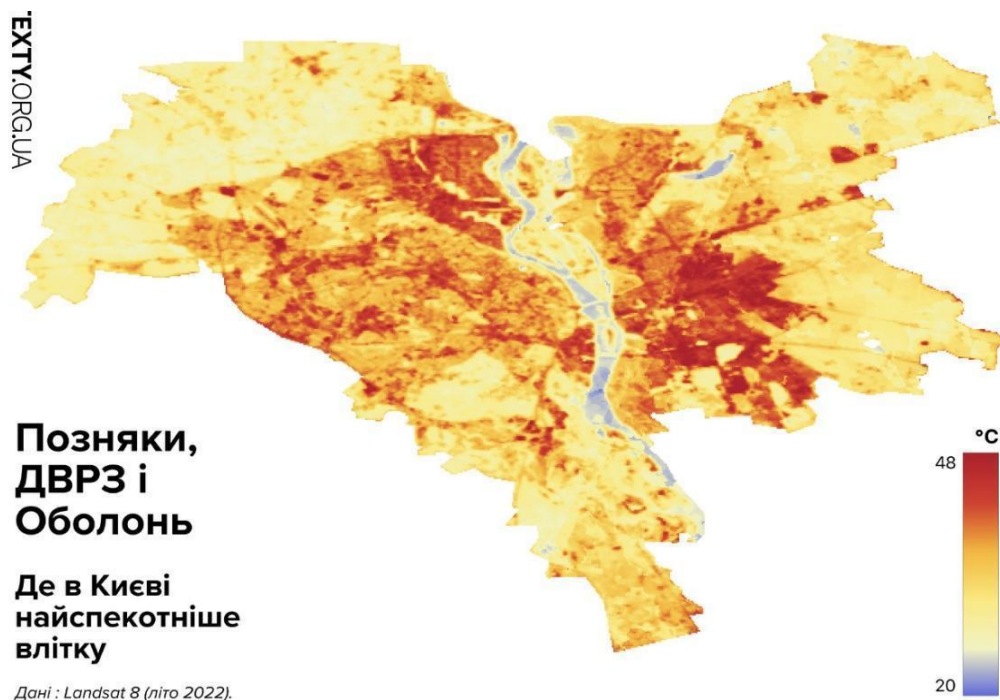 TEXTY.ORG.UA
Позняки,
ДВРЗ і
Оболонь
Де в Києві
найспекотніше
влітку
Дані : Landsat 8 (літо 2022).
°C
48
20